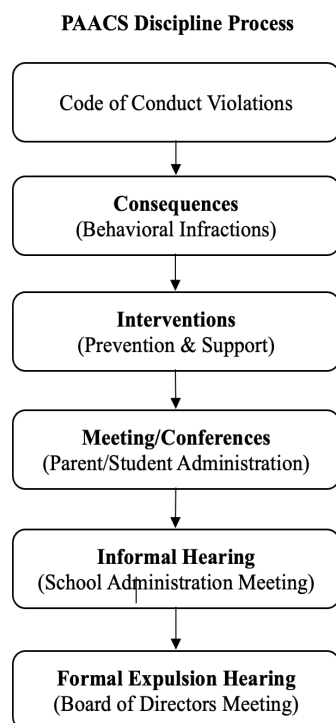 PAACS Discipline Process
Code of Conduct Violations
Consequences
(Behavioral Infractions)
Interventions
(Prevention & Support)
Meeting/Conferences
(Parent/Student Administration)
Informal Hearing
(School Administration Meeting)
Formal Expulsion Hearing
(Board of Directors Meeting)